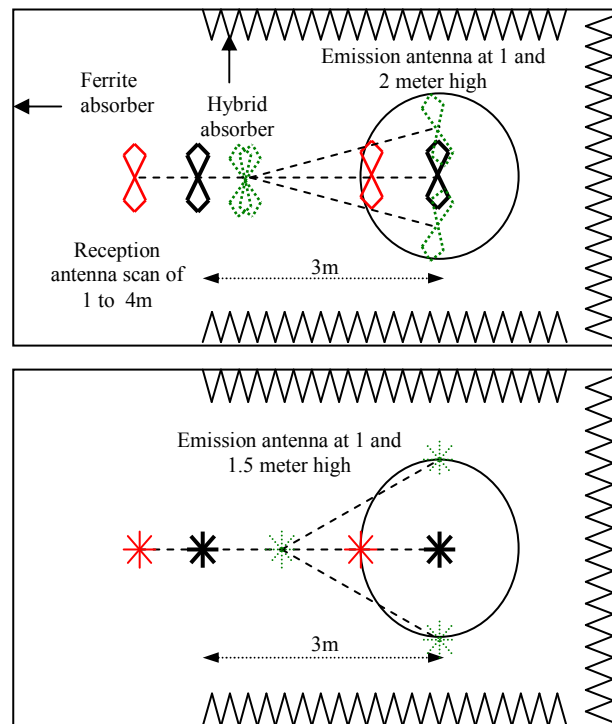 Emission antenna at 1 and
2 meter high
Ferrite
absorber
Hybrid
absorber
Reception
antenna scan of
1 to 4m
3m
Emission antenna at 1 and
1.5 meter high
3m